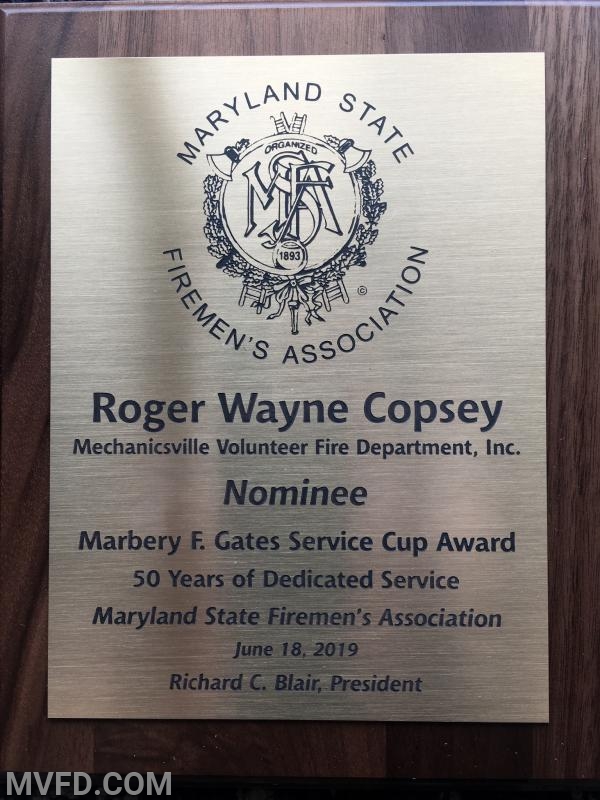 MARYLAND STATE
ORGANIZED
MSFA
1893
©
FIREMEN'S ASSOCIATION
Roger Wayne Copsey
Mechanicsville Volunteer Fire Department, Inc.
Nominee
Marbery F. Gates Service Cup Award
50 Years of Dedicated Service
Maryland State Firemen's Association
June 18, 2019
Richard C. Blair, President
MVFD.COM